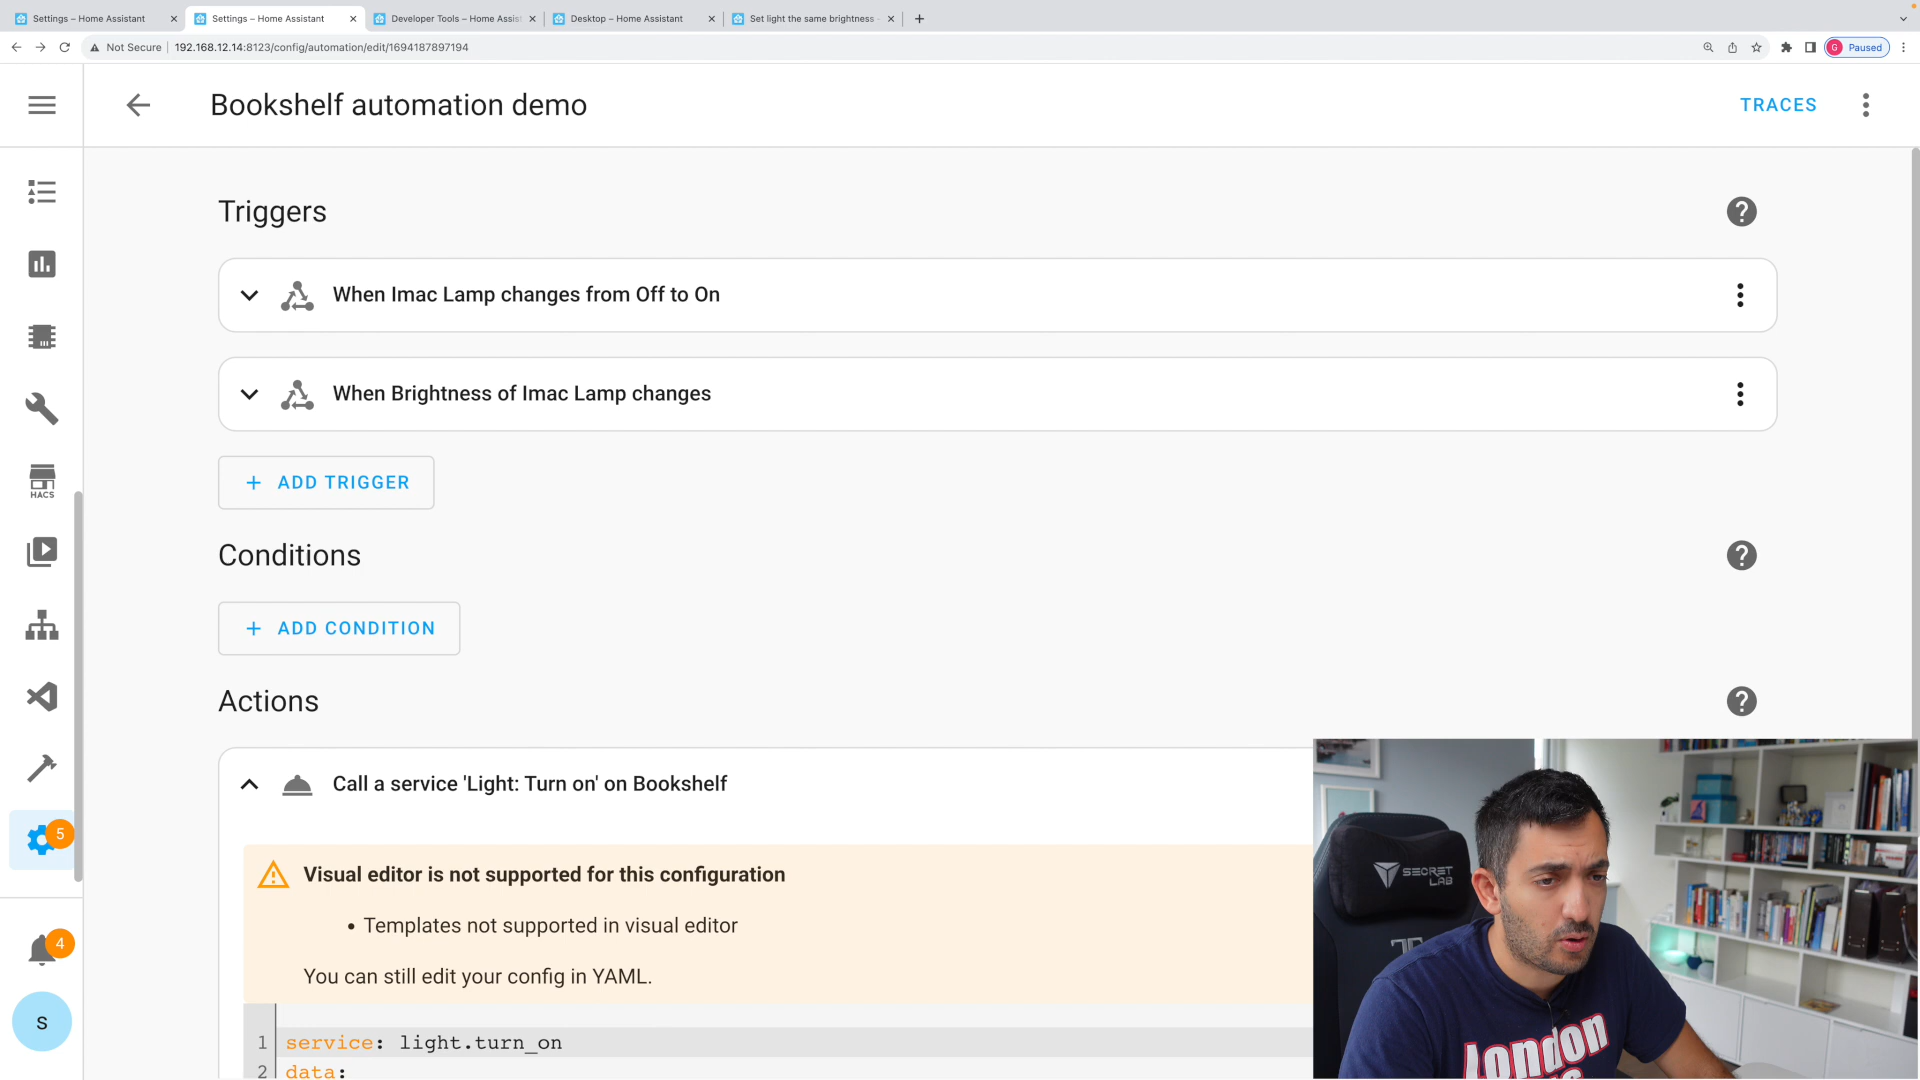 Settings – Home Assistant
Settings – Home Assistant
Developer Tools – Home Assis
Desktop – Home Assistant
Set light the same brightness
Not Secure
192.168.12.14:8123/config/automation/edit/1694187897194
G
Paused
Bookshelf automation demo
TRACES
Triggers
When Imac Lamp changes from Off to On
When Brightness of Imac Lamp changes
+ ADD TRIGGER
HACS
Conditions
+ ADD CONDITION
Actions
Call a service 'Light: Turn on' on Bookshelf
5
Visual editor is not supported for this configuration
• Templates not supported in visual editor
You can still edit your config in YAML.
4
S
1 service: light.turn_on
2 data:
SECRET
LAB
London